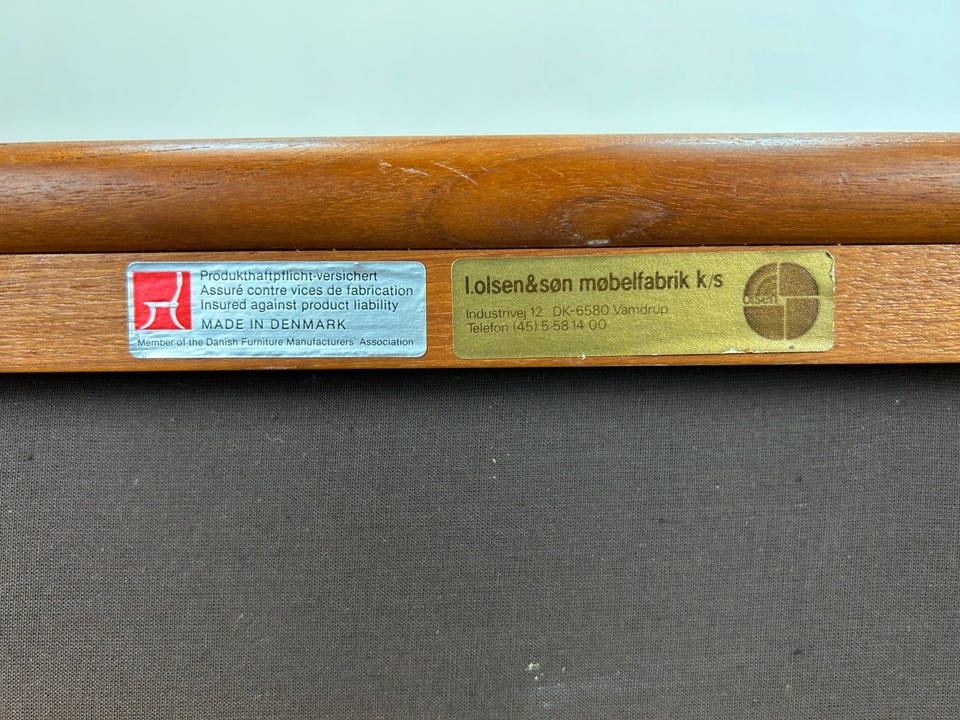 Produkthaftpflicht-versichert
Assuré contre vices de fabrication
Insured against product liability
MADE IN DENMARK
Member of the Danish Furniture Manufacturers' Association
l.olsen&søn møbelfabrik k/s
Industrivej 12 DK-6580 Vamdrup
Telefon (45) 5 58 14 00
olsen